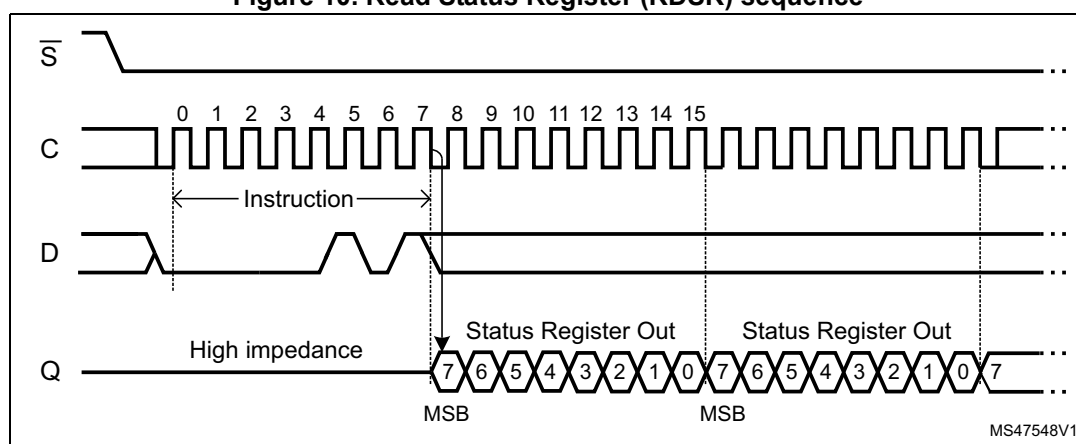 Figure 10. Read Status Register (RDSR) sequence
S
0 1 2 3 4 5 6 7 8 9 10 11 12 13 14 15
C
Instruction
D
Status Register Out Status Register Out
High impedance
Q
7 6 5 4 3 2 1 0 7 6 5 4 3 2 1 0 7
MSB MSB
MS47548V1